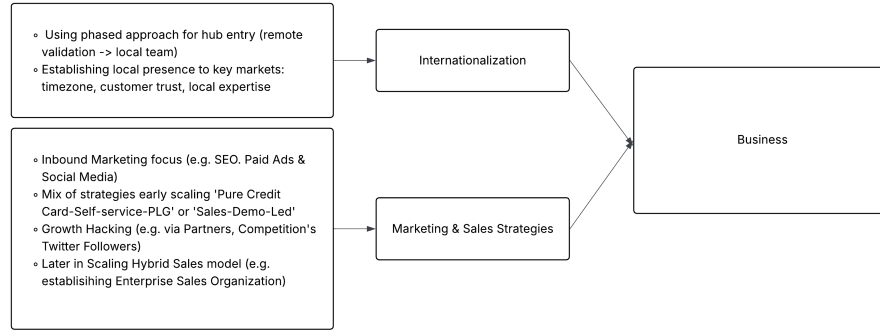 Using phased approach for hub entry (remote
validation -> local team)
Establishing local presence to key markets:
timezone, customer trust, local expertise
Internationalization
Business
Inbound Marketing focus (e.g. SEO. Paid Ads &
Social Media)
Mix of strategies early scaling 'Pure Credit
Card-Self-service-PLG' or 'Sales-Demo-Led'
Growth Hacking (e.g. via Partners, Competition's
Twitter Followers)
Later in Scaling Hybrid Sales model (e.g.
establisihing Enterprise Sales Organization)
Marketing & Sales Strategies